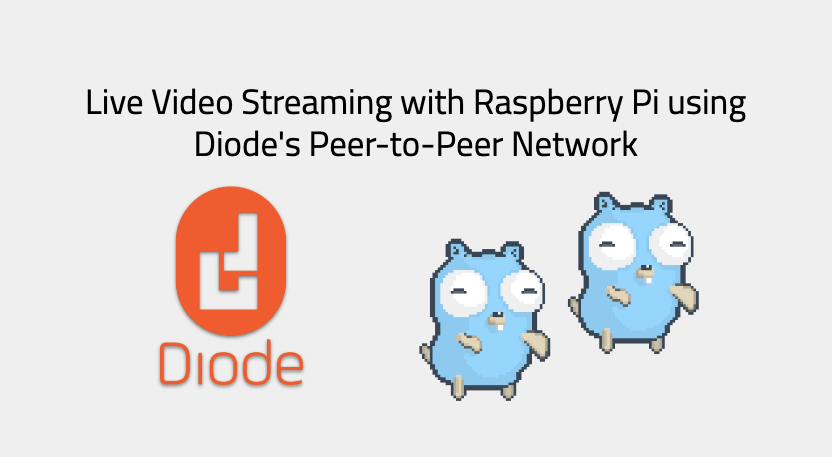 Live Video Streaming with Raspberry Pi using
Diode's Peer-to-Peer Network
Diode